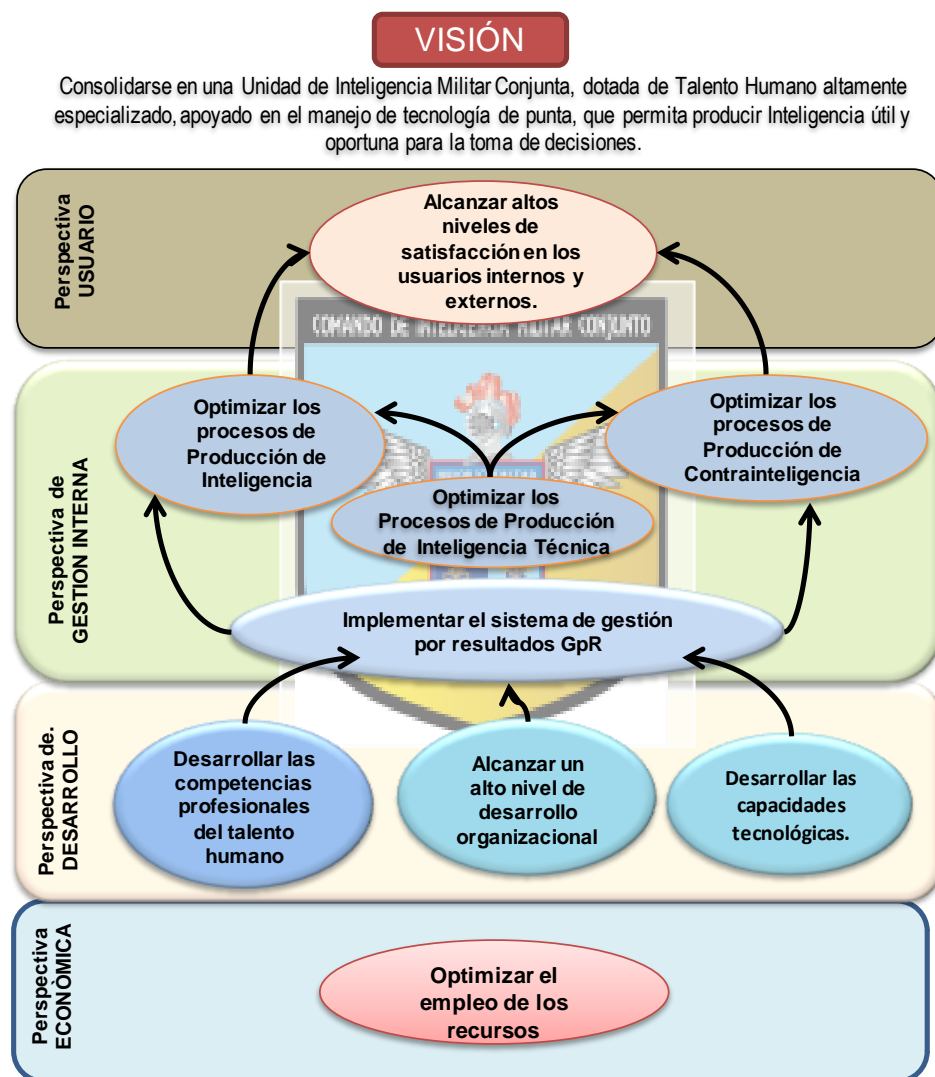 VISIÓN
Consolidarse en una Unidad de Inteligencia Militar Conjunta, dotada de Talento Humano altamente
especializado, apoyado en el manejo de tecnología de punta, que permita producir Inteligencia útil y
oportuna para la toma de decisiones.
Perspectiva
USUARIO
Alcanzar altos
niveles de
satisfacción en los
usuarios internos y
externos.
COMANDO DE INTELIGENCIA MILITAR CONJUNTO
Perspectiva de
GESTION INTERNA
Optimizar los
procesos de
Producción de
Inteligencia
Optimizar los
procesos de
Producción de
Contrainteligencia
Optimizar los
Procesos de Producción
de Inteligencia Técnica
Implementar el sistema de gestión
por resultados GpR
Perspectiva de.
DESARROLLO
Desarrollar las
competencias
profesionales
del talento
humano
Alcanzar un
alto nivel de
desarrollo
organizacional
Desarrollar las
capacidades
tecnológicas.
Perspectiva
ECONÒMICA
Optimizar el
empleo de los
recursos